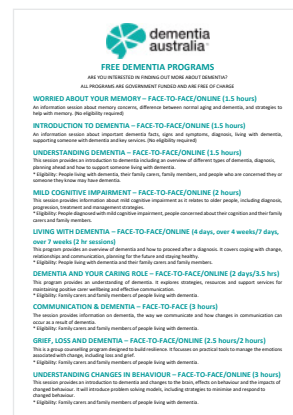 dementia
australia™
FREE DEMENTIA PROGRAMS
ARE YOU INTERESTED IN FINDING OUT MORE ABOUT DEMENTIA?
ALL PROGRAMS ARE GOVERNMENT FUNDED AND ARE FREE OF CHARGE
WORRIED ABOUT YOUR MEMORY – FACE-TO-FACE/ONLINE (1.5 hours)
An information session about memory concerns, difference between normal aging and dementia, and strategies to
help with memory. (No eligibility required)
INTRODUCTION TO DEMENTIA – FACE-TO-FACE/ONLINE (1.5 hours)
An information session about important dementia facts, signs and symptoms, diagnosis, living with dementia,
supporting someone with dementia and key services. (No eligibility required)
UNDERSTANDING DEMENTIA – FACE-TO-FACE/ONLINE (1.5 hours)
This session provides an introduction to dementia including an overview of different types of dementia, diagnosis,
planning ahead and how to support someone living with dementia.
* Eligibility: People living with dementia, their family carers, family members, and people who are concerned they or
someone they know may have dementia.
MILD COGNITIVE IMPAIRMENT – FACE-TO-FACE/ONLINE (2 hours)
This session provides information about mild cognitive impairment as it relates to older people, including diagnosis,
progression, treatment and management strategies.
* Eligibility: People diagnosed with mild cognitive impairment, people concerned about their cognition and their family
carers and family members.
LIVING WITH DEMENTIA – FACE-TO-FACE/ONLINE (4 days, over 4 weeks/7 days,
over 7 weeks (2 hr sessions)
This program provides an overview of dementia and how to proceed after a diagnosis. It covers coping with change,
relationships and communication, planning for the future and staying healthy.
* Eligibility: People living with dementia and their family carers and family members.
DEMENTIA AND YOUR CARING ROLE – FACE-TO-FACE/ONLINE (2 days/3.5 hrs)
This program provides an understanding of dementia. It explores strategies, resources and support services for
maintaining positive carer wellbeing and effective communication.
* Eligibility: Family carers and family members of people living with dementia.
COMMUNICATION & DEMENTIA – FACE-TO-FACE (3 hours)
The session provides information on dementia, the way we communicate and how changes in communication can
occur as a result of dementia.
* Eligibility: Family carers and family members of people living with dementia.
GRIEF, LOSS AND DEMENTIA – FACE-TO-FACE/ONLINE (2.5 hours/2 hours)
This is a group counselling program designed to build resilience. It focusses on practical tools to manage the emotions
associated with change, including loss and grief.
* Eligibility: Family carers and family members of people living with dementia.
UNDERSTANDING CHANGES IN BEHAVIOUR – FACE-TO-FACE/ONLINE (3 hours)
This session provides an introduction to dementia and changes to the brain, effects on behaviour and the impacts of
changed behaviour. It will introduce problem solving models, including strategies to minimise and respond to
changed behaviour.
* Eligibility: Family carers and family members of people living with dementia.